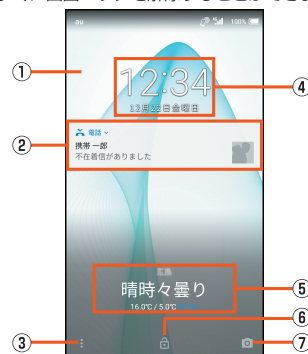 au 100%
① 12:34 ④
12月22日金曜日
② 電話
携帯 一郎
不在着信がありました
晴時々曇り ⑤
16.0℃/5.0℃
⑥
③ ⑦